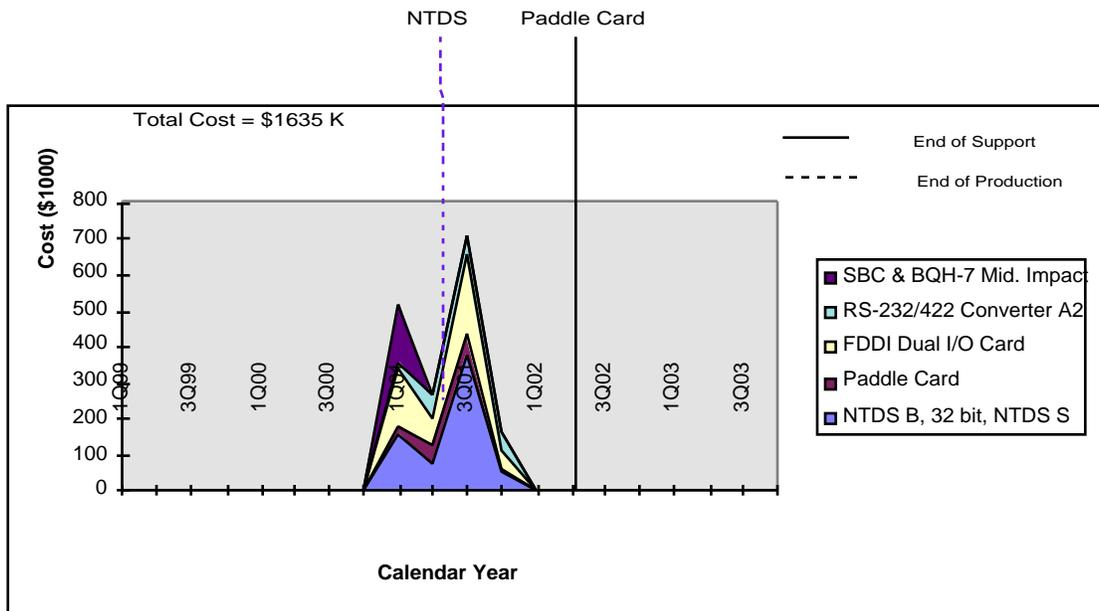 NTDS
Paddle Card
Total Cost = $1635 K
End of Support
End of Production
Cost ($1000)
800
700
600
500
400
300
200
100
0
1Q99
3Q99
1Q00
3Q00
1Q01
3Q01
1Q02
3Q02
1Q03
3Q03
SBC & BQH-7 Mid. Impact
RS-232/422 Converter A2
FDDI Dual I/O Card
Paddle Card
NTDS B, 32 bit, NTDS S
Calendar Year